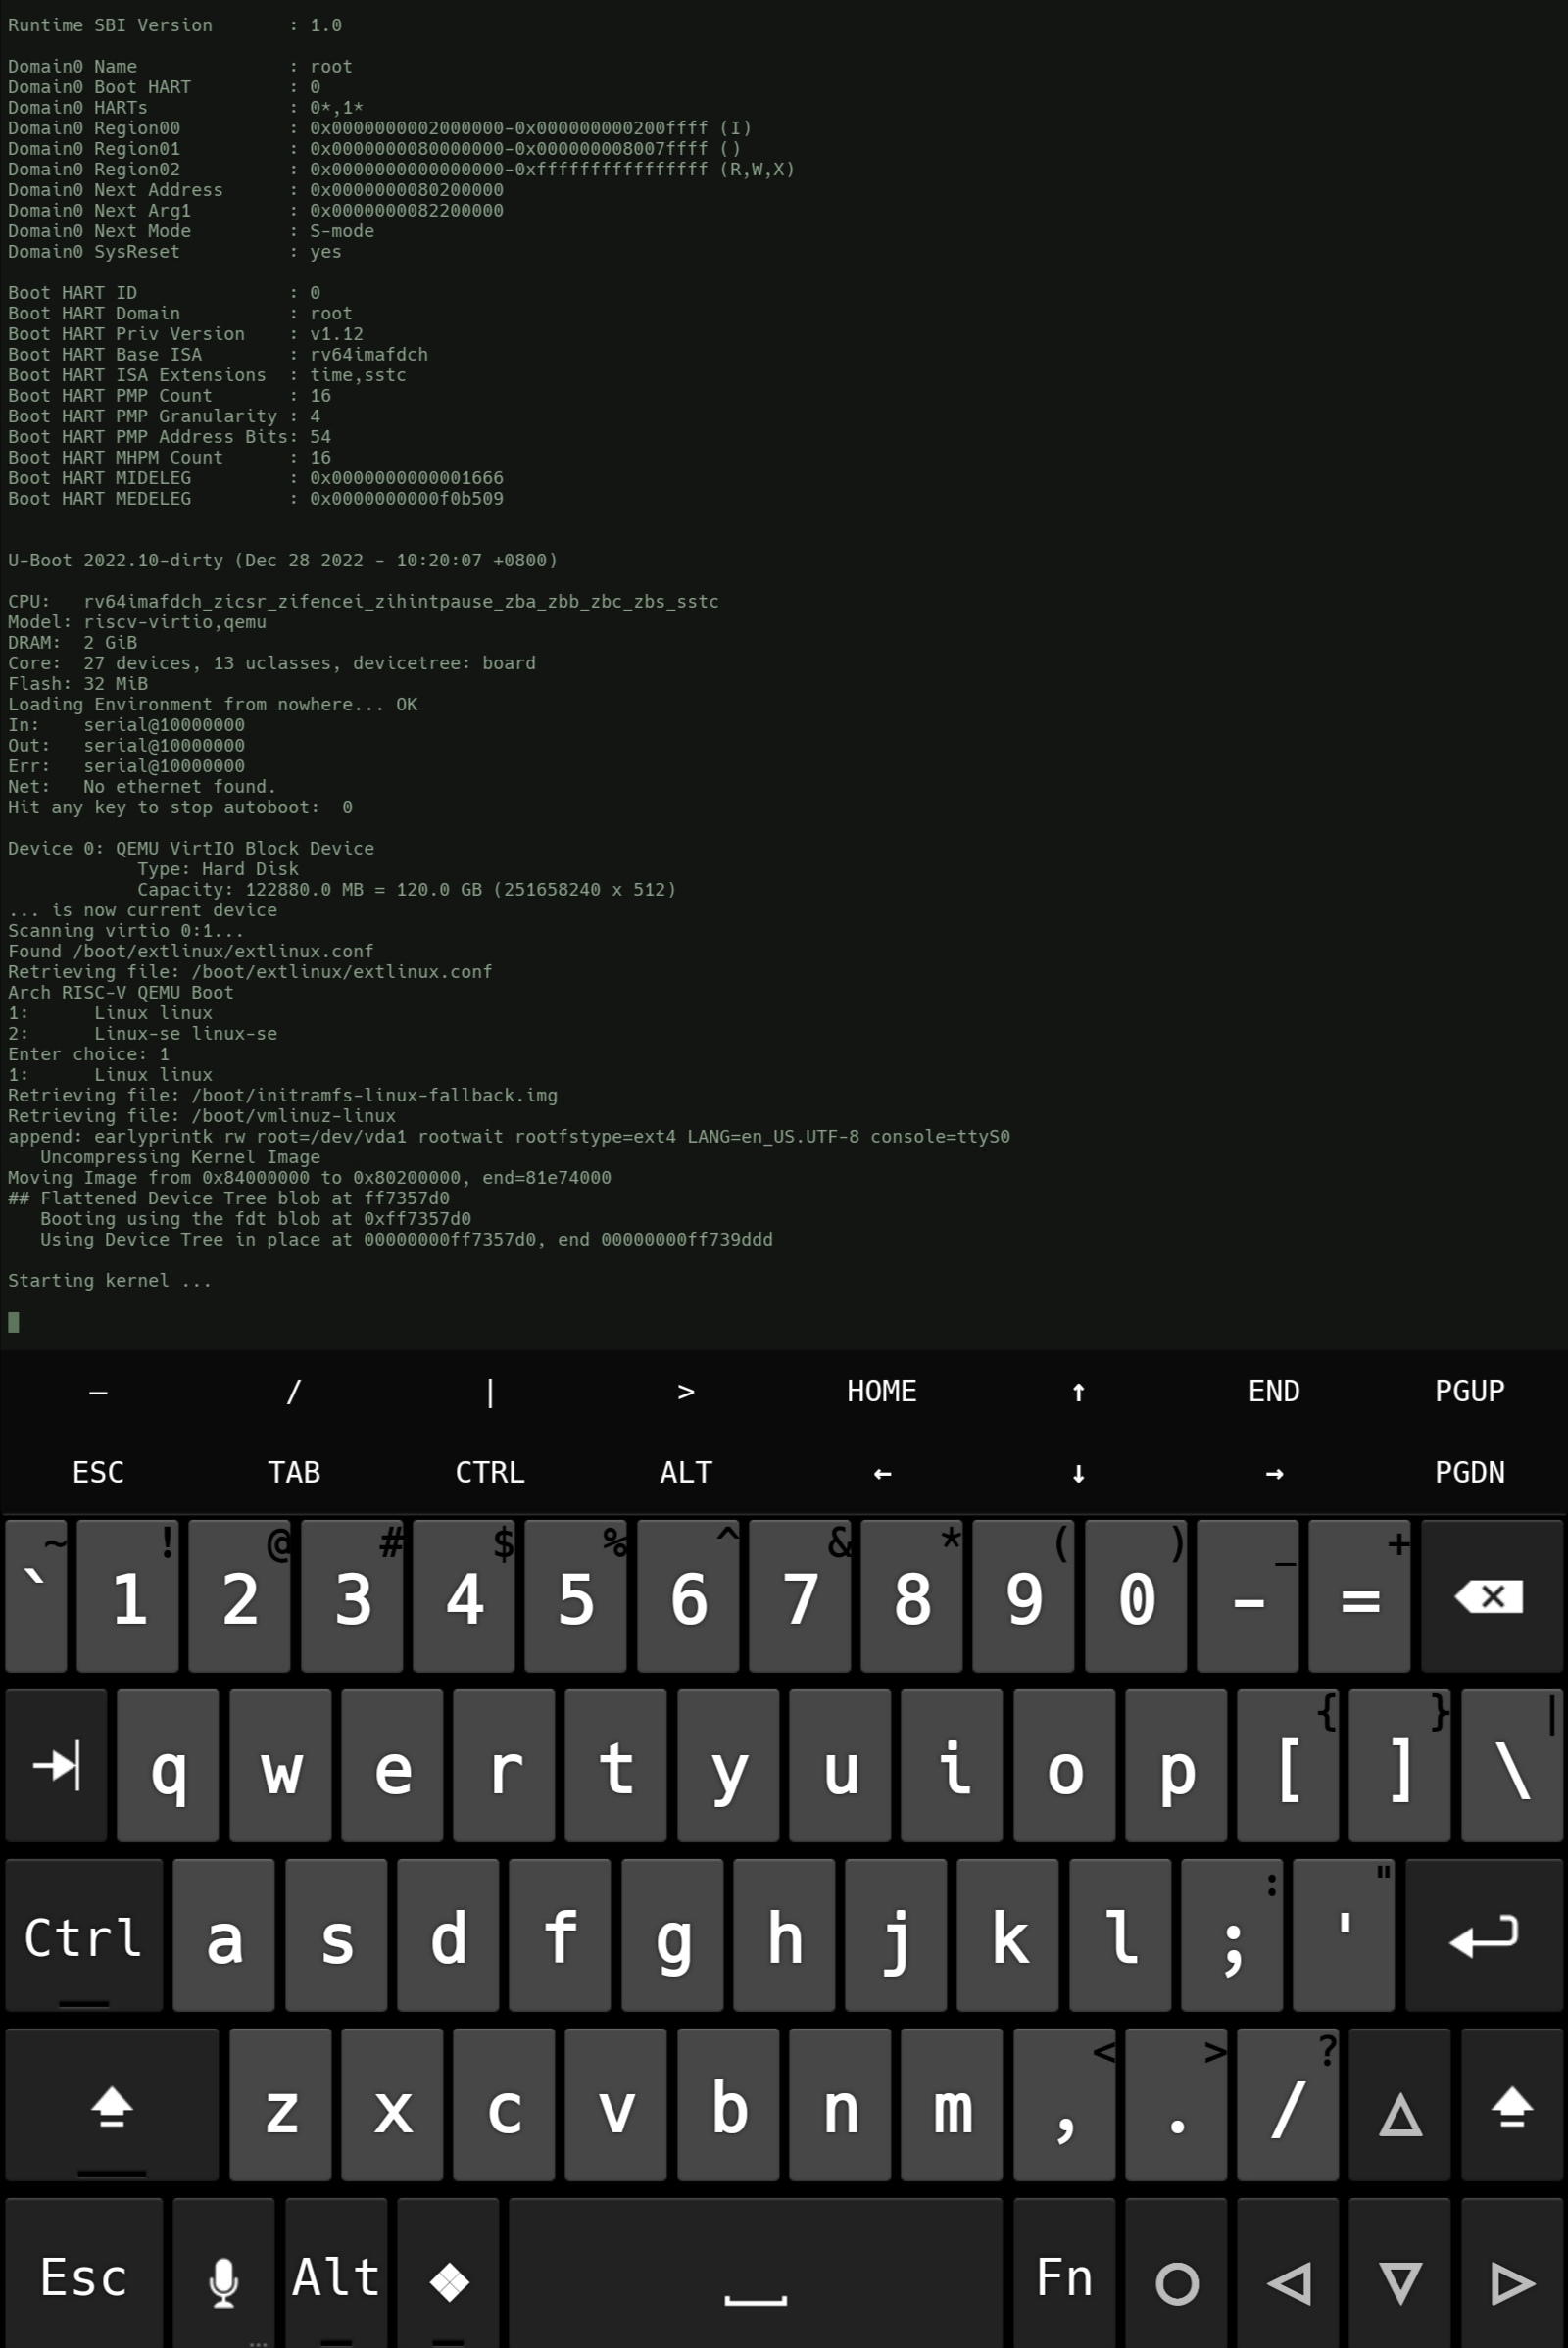 Runtime SBI Version       : 1.0

Domain0 Name              : root
Domain0 Boot HART         : 0
Domain0 HARTs             : 0*,1*
Domain0 Region00          : 0x0000000002000000-0x000000000200ffff (I)
Domain0 Region01          : 0x0000000080000000-0x000000008007ffff ()
Domain0 Region02          : 0x0000000000000000-0xffffffffffffffff (R,W,X)
Domain0 Next Address      : 0x0000000080200000
Domain0 Next Arg1         : 0x0000000082200000
Domain0 Next Mode         : S-mode
Domain0 SysReset          : yes

Boot HART ID              : 0
Boot HART Domain          : root
Boot HART Priv Version    : v1.12
Boot HART Base ISA        : rv64imafdch
Boot HART ISA Extensions  : time,sstc
Boot HART PMP Count       : 16
Boot HART PMP Granularity : 4
Boot HART PMP Address Bits: 54
Boot HART MHPM Count      : 16
Boot HART MIDELEG         : 0x0000000000001666
Boot HART MEDELEG         : 0x0000000000f0b509

U-Boot 2022.10-dirty (Dec 28 2022 - 10:20:07 +0800)

CPU:   rv64imafdch_zicsr_zifencei_zihintpause_zba_zbb_zbc_zbs_sstc
Model: riscv-virtio,qemu
DRAM:  2 GiB
Core:  27 devices, 13 uclasses, devicetree: board
Flash: 32 MiB
Loading Environment from nowhere... OK
In:    serial@10000000
Out:   serial@10000000
Err:   serial@10000000
Net:   No ethernet found.
Hit any key to stop autoboot:  0

Device 0: QEMU VirtIO Block Device
            Type: Hard Disk
            Capacity: 122880.0 MB = 120.0 GB (251658240 x 512)
... is now current device
Scanning virtio 0:1...
Found /boot/extlinux/extlinux.conf
Retrieving file: /boot/extlinux/extlinux.conf
Arch RISC-V QEMU Boot
1:      Linux linux
2:      Linux-se linux-se
Enter choice: 1
1:      Linux linux
Retrieving file: /boot/initramfs-linux-fallback.img
Retrieving file: /boot/vmlinuz-linux
append: earlyprintk rw root=/dev/vda1 rootwait rootfstype=ext4 LANG=en_US.UTF-8 console=ttyS0
   Uncompressing Kernel Image
Moving Image from 0x84000000 to 0x80200000, end=81e74000
## Flattened Device Tree blob at ff7357d0
   Booting using the fdt blob at 0xff7357d0
   Using Device Tree in place at 00000000ff7357d0, end 00000000ff739ddd

Starting kernel ...

― / | > HOME ↑ END PGUP
ESC TAB CTRL ALT ← ↓ → PGDN
~ ! @ # $ % ^ & * ( ) _ +
` 1 2 3 4 5 6 7 8 9 0 - =
{ } |
q w e r t y u i o p [ ] \
: "
Ctrl a s d f g h j k l ; '
< > ?
z x c v b n m , . /
Esc Alt Fn